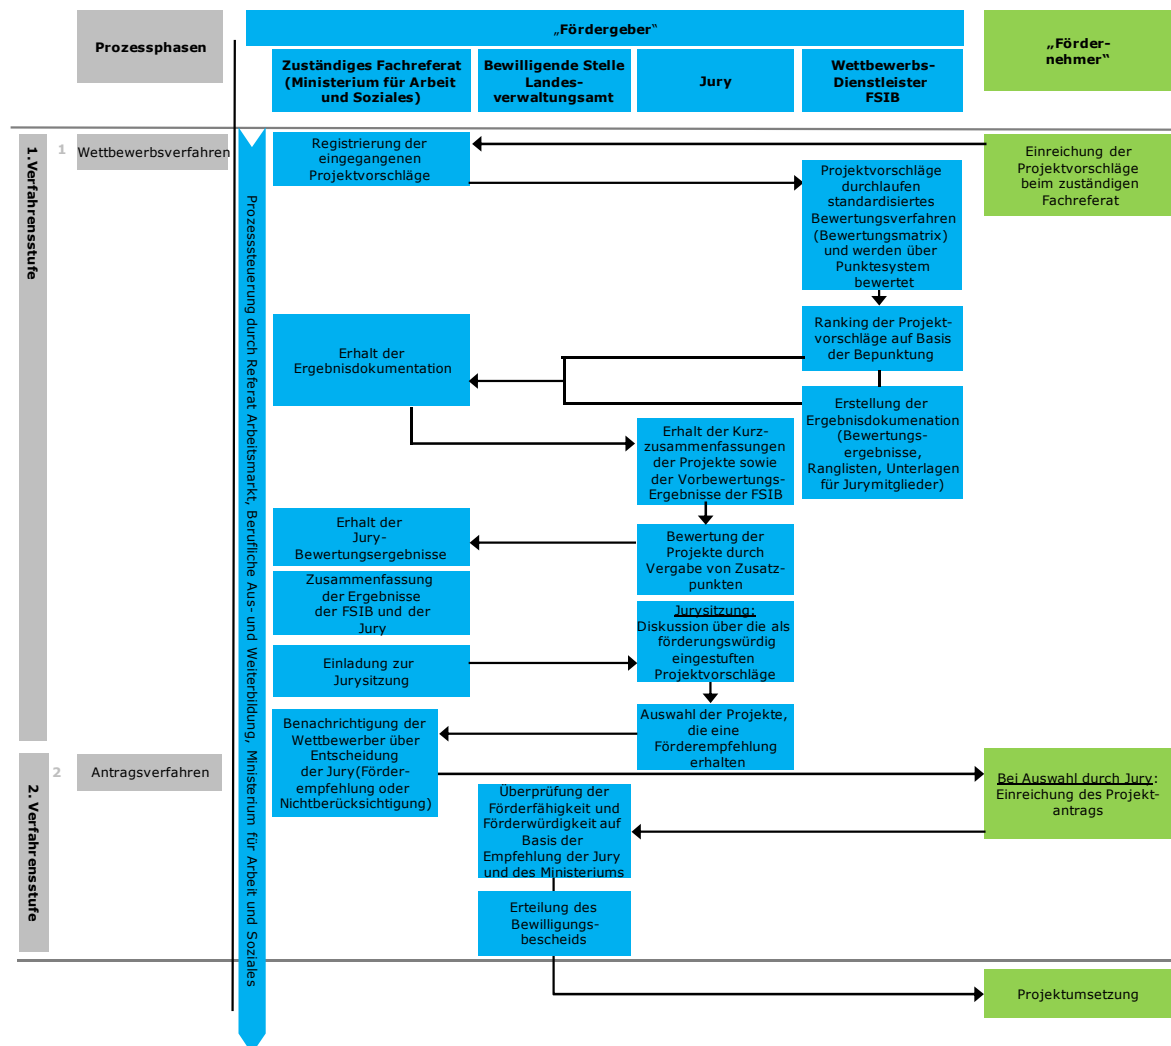 Prozessphasen
„Fördergeber"
„Förder-
nehmer"
Zuständiges Fachreferat
(Ministerium für Arbeit
und Soziales)
Bewilligende Stelle
Landes-
verwaltungsamt
Jury
Wettbewerbs-
Dienstleister
FSIB
1.Verfahrensstufe
1
Wettbewerbsverfahren
Prozesssteuerung durch Referat Arbeitsmarkt, Berufliche Aus- und Weiterbildung, Ministerium für Arbeit und Soziales
Registrierung der
eingegangenen
Projektvorschläge
Einreichung der
Projektvorschläge
beim zuständigen
Fachreferat
Projektvorschläge
durchlaufen
standardisiertes
Bewertungsverfahren
(Bewertungsmatrix)
und werden über
Punktesystem
bewertet
Ranking der Projekt-
vorschläge auf Basis
der Bepunktung
Erhalt der
Ergebnisdokumentation
Erstellung der
Ergebnisdokumenation
(Bewertungs-
ergebnisse,
Ranglisten, Unterlagen
für Jurymitglieder)
Erhalt der Kurz-
zusammenfassungen
der Projekte sowie
der Vorbewertungs-
Ergebnisse der FSIB
Erhalt der
Jury-
Bewertungsergebnisse
Bewertung der
Projekte durch
Vergabe von Zusatz-
punkten
Zusammenfassung
der Ergebnisse
der FSIB und der
Jury
Jurysitzung:
Diskussion über die als
förderungswürdig
eingestuften
Projektvorschläge
Einladung zur
Jurysitzung
Auswahl der Projekte,
die eine
Förderempfehlung
erhalten
Benachrichtigung der
Wettbewerber über
Entscheidung
der Jury(Förder-
empfehlung oder
Nichtberücksichtigung)
2. Verfahrensstufe
2
Antragsverfahren
Bei Auswahl durch Jury:
Einreichung des Projekt-
antrags
Überprüfung der
Förderfähigkeit und
Förderwürdigkeit auf
Basis der
Empfehlung der Jury
und des Ministeriums
Erteilung des
Bewilligungs-
bescheids
Projektumsetzung